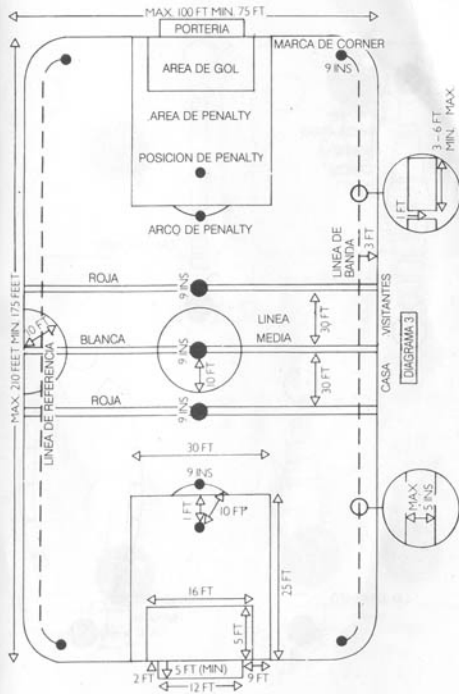 MAX. 100 FT MIN. 75 FT
PORTERIA
MARCA DE CORNER
9 INS
AREA DE GOL
AREA DE PENALTY
POSICION DE PENALTY
ARCO DE PENALTY
3 – 6 FT
MIN. MAX.
1 FT
LINEA DE
BANDA
3 FT
MAX. 210 FEET MIN. 175 FEET
ROJA
9 INS
30 FT
VISITANTES
10 FT
BLANCA
9 INS
LINEA
MEDIA
DIAGRAMA 3
LINEA DE REFERENCIA
10 FT
30 FT
CASA
ROJA
9 INS
30 FT
9 INS
1 FT
10 FT
25 FT
MAX
5 INS
16 FT
5 FT
2 FT
5 FT (MIN)
9 FT
12 FT